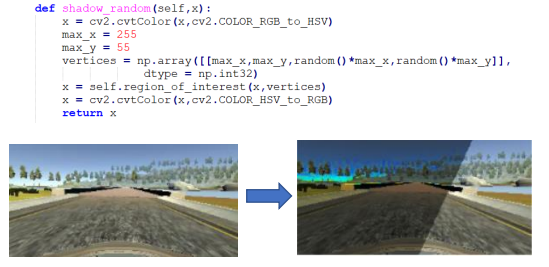 def shadow_random(self,x):
x = cv2.cvtColor(x,cv2.COLOR_RGB_to_HSV)
max_x = 255
max_y = 55
vertices = np.array([[max_x,max_y,random()*max_x,random()*max_y]],
dtype = np.int32)
x = self.region_of_interest(x,vertices)
x = cv2.cvtColor(x,cv2.COLOR_HSV_to_RGB)
return x